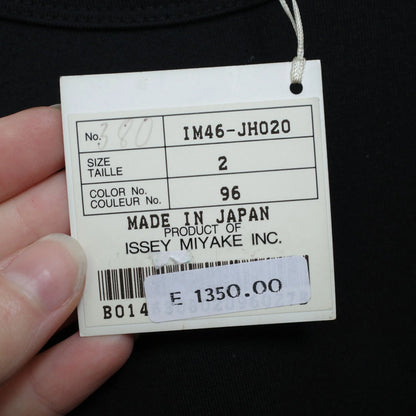 No. 380 IM46-JH020
SIZE
TAILLE 2
COLOR No.
COULEUR No. 96
MADE IN JAPAN
PRODUCT OF
ISSEY MIYAKE INC.
E 1350.00
B014